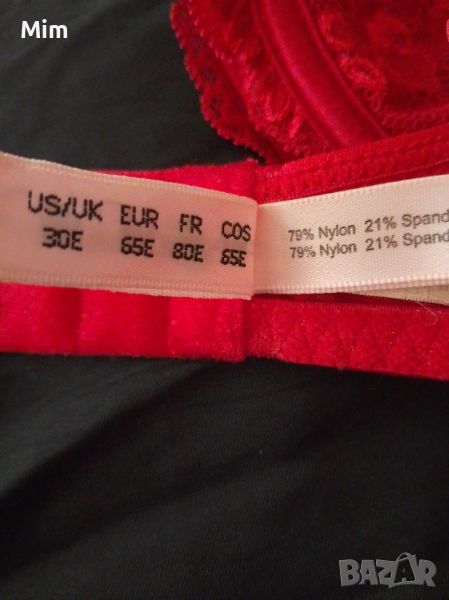 Mim
US/UK EUR FR COS
30E 65E 80E 65E
79% Nylon 21% Spand
79% Nylon 21% Spand
BAZAR